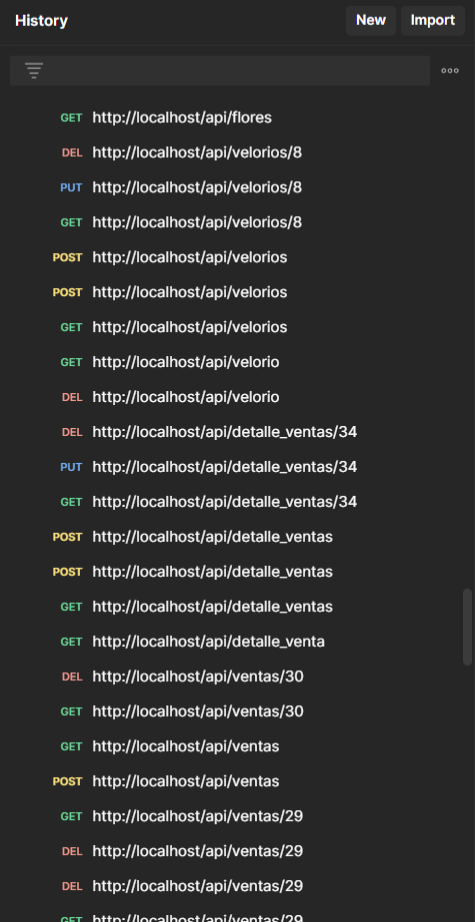 History New Import
GET http://localhost/api/flores
DEL http://localhost/api/velorios/8
PUT http://localhost/api/velorios/8
GET http://localhost/api/velorios/8
POST http://localhost/api/velorios
POST http://localhost/api/velorios
GET http://localhost/api/velorios
GET http://localhost/api/velorio
DEL http://localhost/api/velorio
DEL http://localhost/api/detalle_ventas/34
PUT http://localhost/api/detalle_ventas/34
GET http://localhost/api/detalle_ventas/34
POST http://localhost/api/detalle_ventas
POST http://localhost/api/detalle_ventas
GET http://localhost/api/detalle_ventas
GET http://localhost/api/detalle_venta
DEL http://localhost/api/ventas/30
GET http://localhost/api/ventas/30
GET http://localhost/api/ventas
POST http://localhost/api/ventas
GET http://localhost/api/ventas/29
DEL http://localhost/api/ventas/29
DEL http://localhost/api/ventas/29
GET http://localhost/api/ventas/29